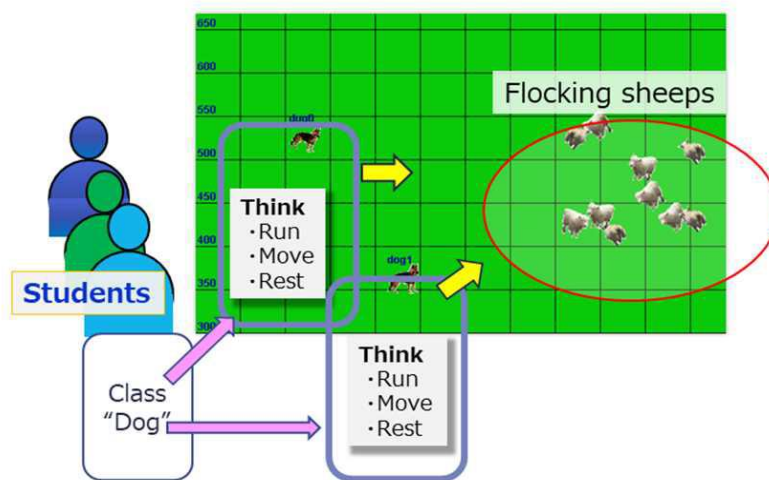 650
600
550
500
450
400
350
300
Flocking sheeps
dog0
Think
・Run
・Move
・Rest
dog1
Students
Think
・Run
・Move
・Rest
Class
“Dog”